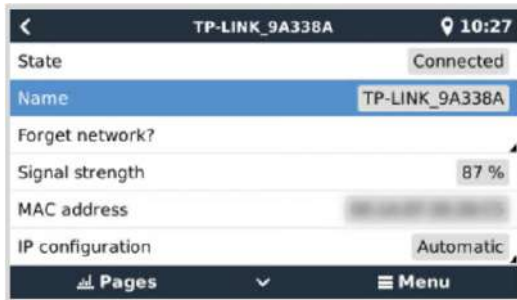 TP-LINK_9A338A 10:27
State Connected
Name TP-LINK_9A338A
Forget network?
Signal strength 87 %
MAC address
IP configuration Automatic
Pages Menu